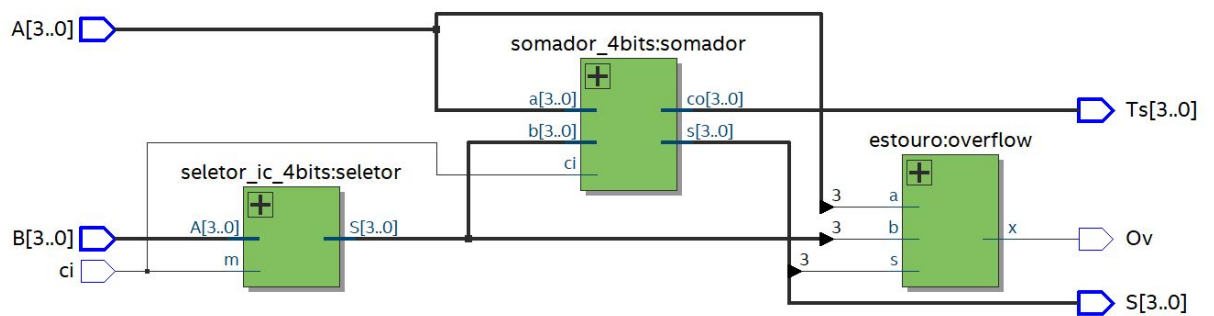 A[3..0]
somador_4bits:somador
a[3..0]
co[3..0]
Ts[3..0]
b[3..0]
s[3..0]
estouro:overflow
ci
seletor_ic_4bits:seletor
3
a
B[3..0]
A[3..0]
S[3..0]
3
b
x
Ov
ci
m
3
s
S[3..0]